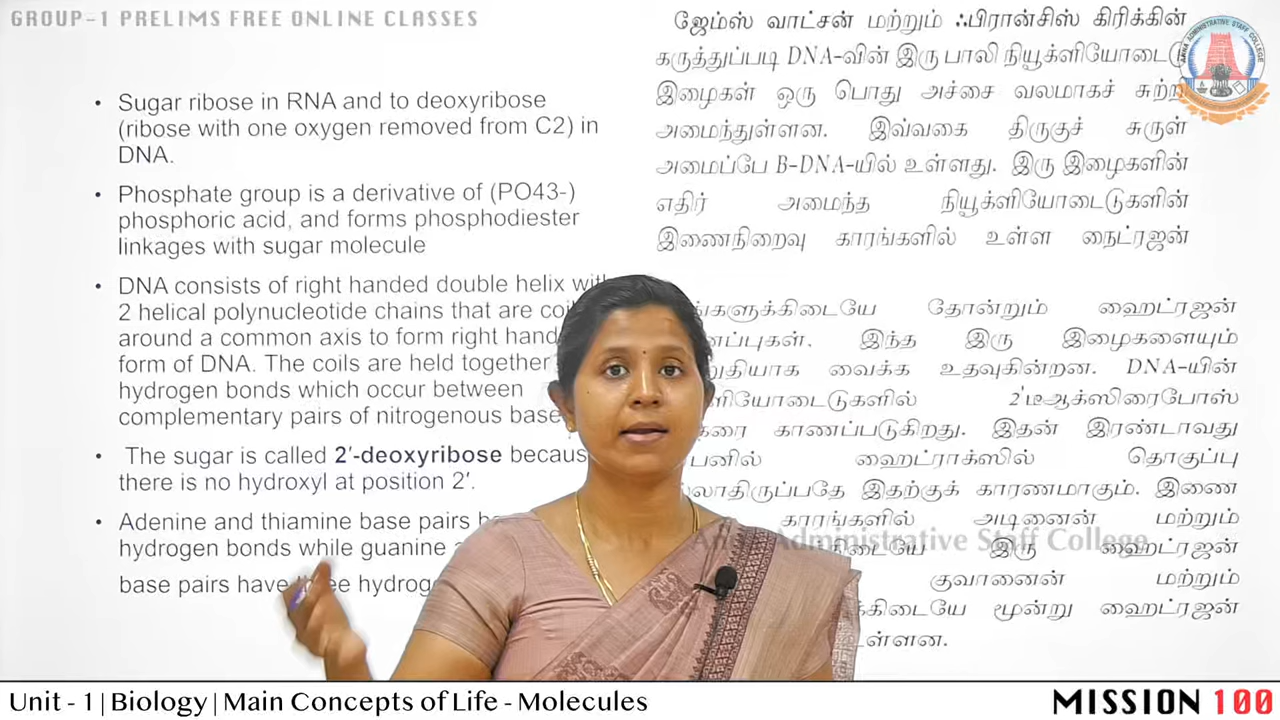 GROUP-1 PRELIMS FREE ONLINE CLASSES
• Sugar ribose in RNA and to deoxyribose
(ribose with one oxygen removed from C2) in
DNA.
• Phosphate group is a derivative of (PO43-)
phosphoric acid, and forms phosphodiester
linkages with sugar molecule
• DNA consists of right handed double helix with
2 helical polynucleotide chains that are
around a common axis to form right
form of DNA. The coils are held together
hydrogen bonds which occur between
complementary pairs of nitrogenous
• The sugar is called 2′-deoxyribose
there is no hydroxyl at position 2′.
• Adenine and thiamine base pairs
hydrogen bonds while guanine
base pairs have
ஜேம்ஸ் வாட்சன் மற்றும் ஃபிரான்சிஸ் கிரிக்கின்
கருத்துப்படி DNA-வின் இரு பாலி
இழைகள் ஒரு பொது அச்சை வலமாகச்
அமைந்துள்ளன. இவ்வகை திருகுச் சுருள்
அமைப்பே B-DNA-யில் உள்ளது. இரு இழைகளின்
எதிர் அமைந்த நியூக்ளியோடைடுகளின்
இணைநிறைவு காரங்களில் உள்ள நைட்ரஜன்
தோன்றும் ஹைட்ரஜன்
இந்த இரு இழைகளையும்
வைக்க உதவுகின்றன. DNA-யின்
காணப்படுகிறது. இதன் இரண்டாவது
ஹைட்ராக்ஸில் தொகுப்பு
இதற்குக் காரணமாகும். இணை
காரங்களில் அடினைன் மற்றும்
இரு ஹைட்ரஜன்
குவானைன் மற்றும்
மூன்று ஹைட்ரஜன்
Administrative Staff College
Unit - 1 | Biology | Main Concepts of Life - Molecules
MISSION 100